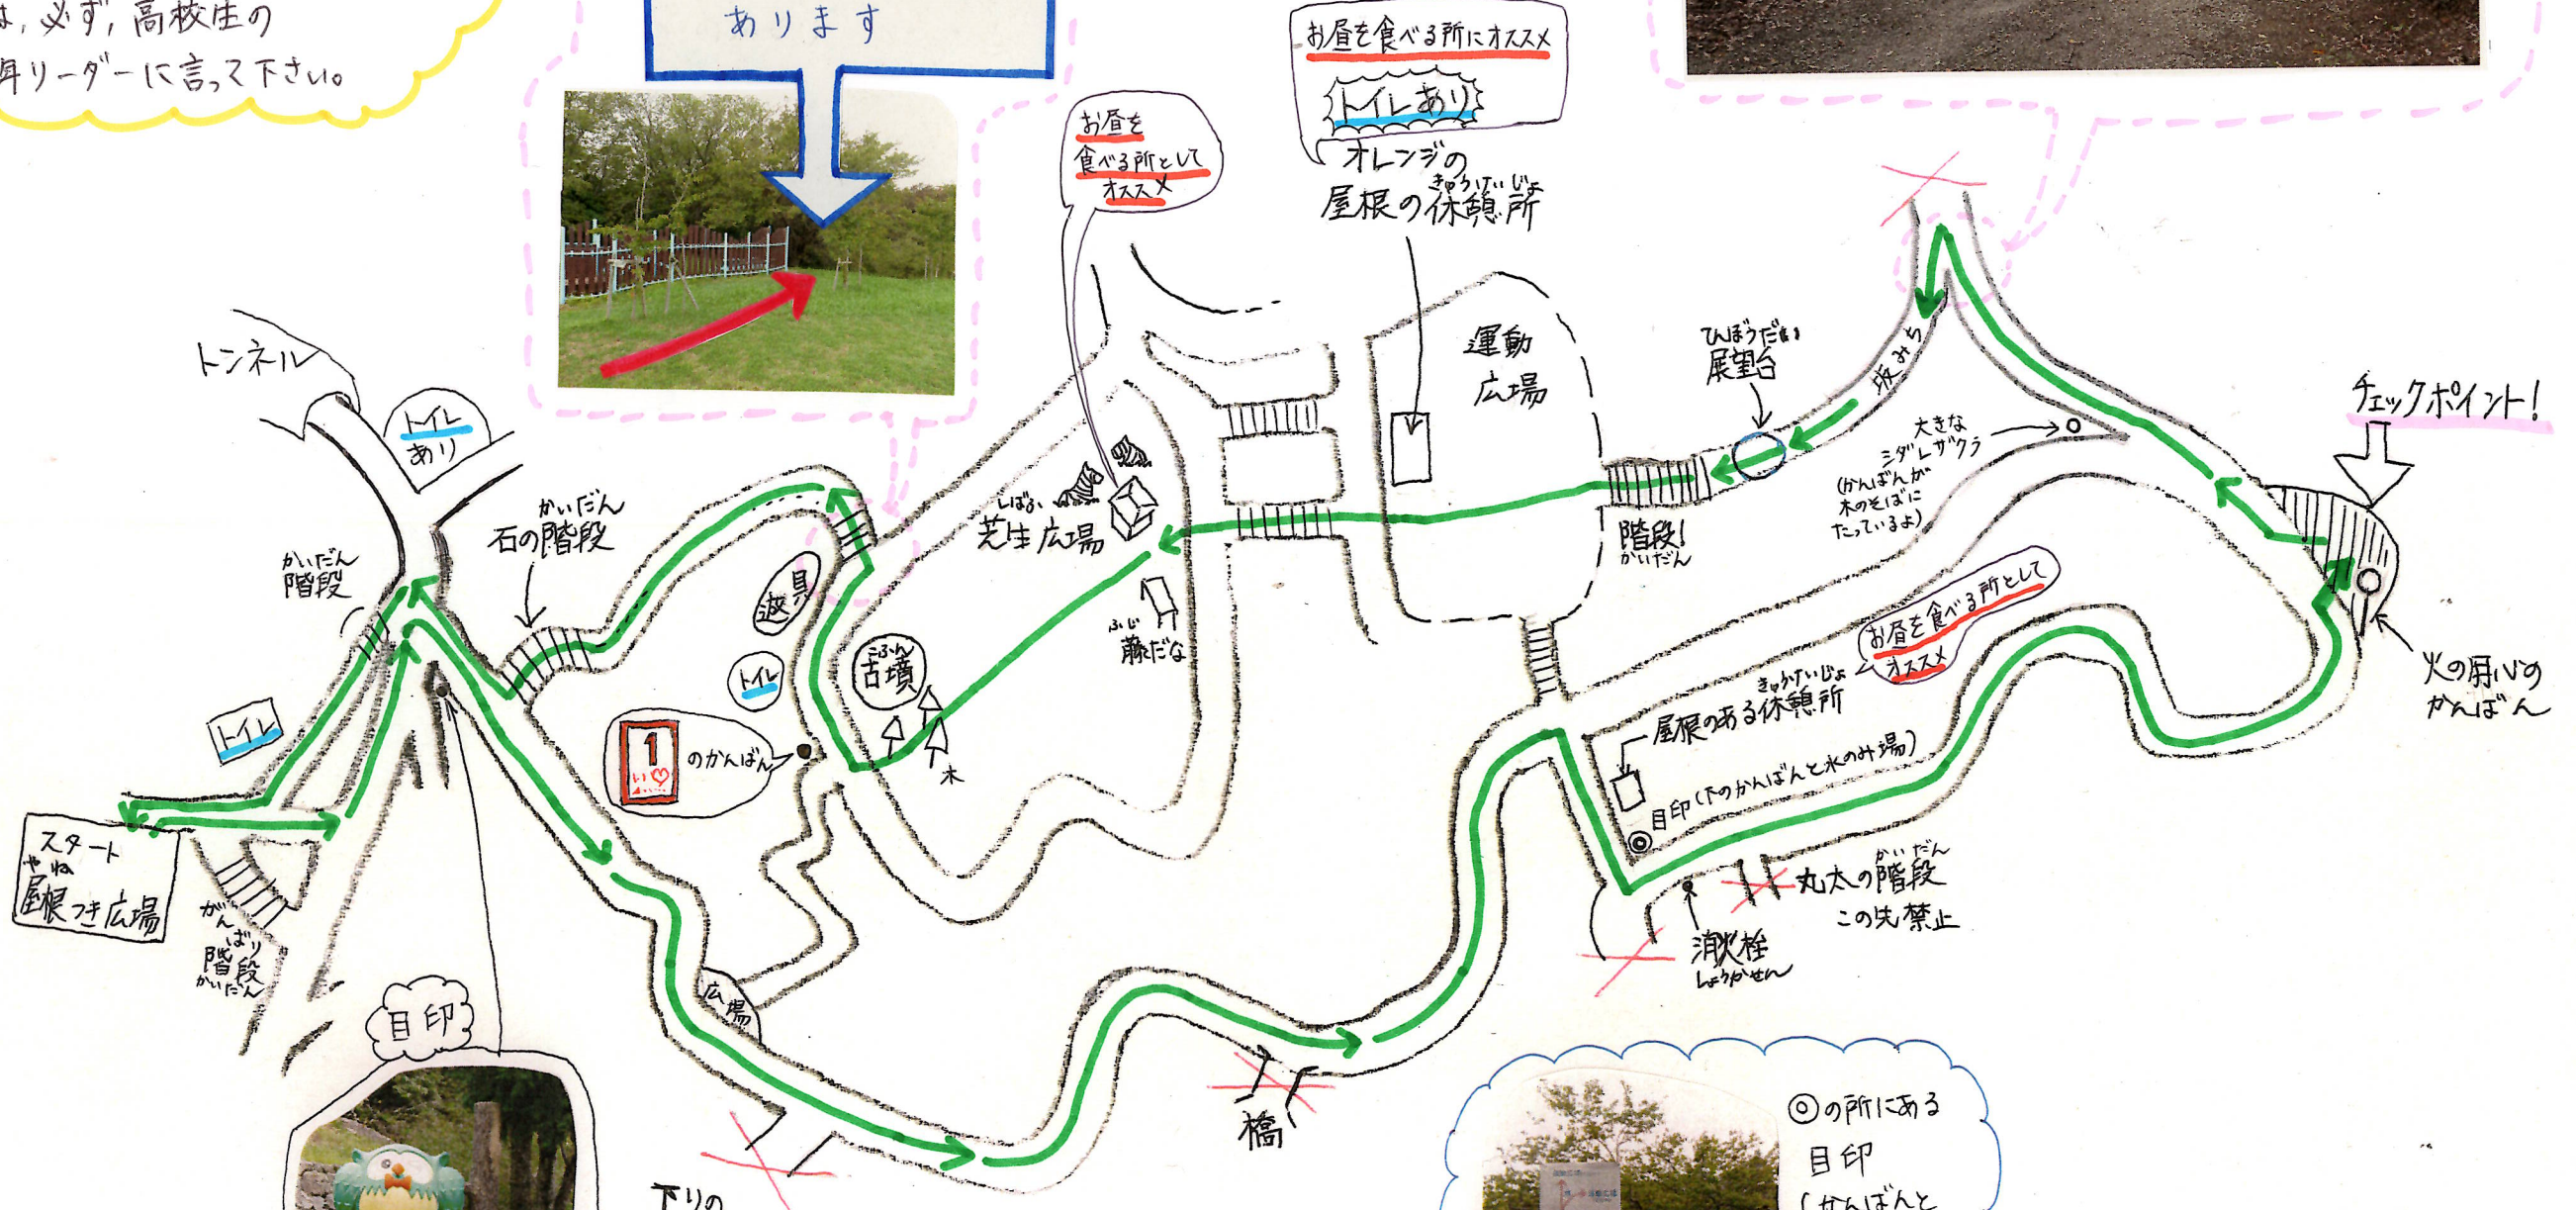 は、必ず、高校生の
年リーダーに言って下さい。
あります
お昼を食べる所にオススメ
トイレあり
オレンジの
きゅうけいじょ
屋根の休憩所
お昼を
食べる所として
オススメ
トンネル
トイレ
あり
かいだん
石の階段
かいだん
階段
トイレ
スタート
やね
屋根つき広場
がんばり
階段
かいだん
目印
遊具
トイレ
1
い
のかんばん
こふん
古墳
木
しばふ
芝生広場
ふじ
藤だな
運動
広場
てんぼうだい
展望台
坂みち
階段!
かいだん
大きな
シダレザクラ
(かんばんが
木のそばに
たっているよ)
チェックポイント!
火の用心の
かんばん
お昼を食べる所として
オススメ
きゅうけいじょ
屋根のある休憩所
目印(下のかんばんと水のみ場)
かいだん
丸太の階段
この先禁止
消火栓
しょうかせん
広場
橋
下りの
◎の所にある
目印
(かんばんと